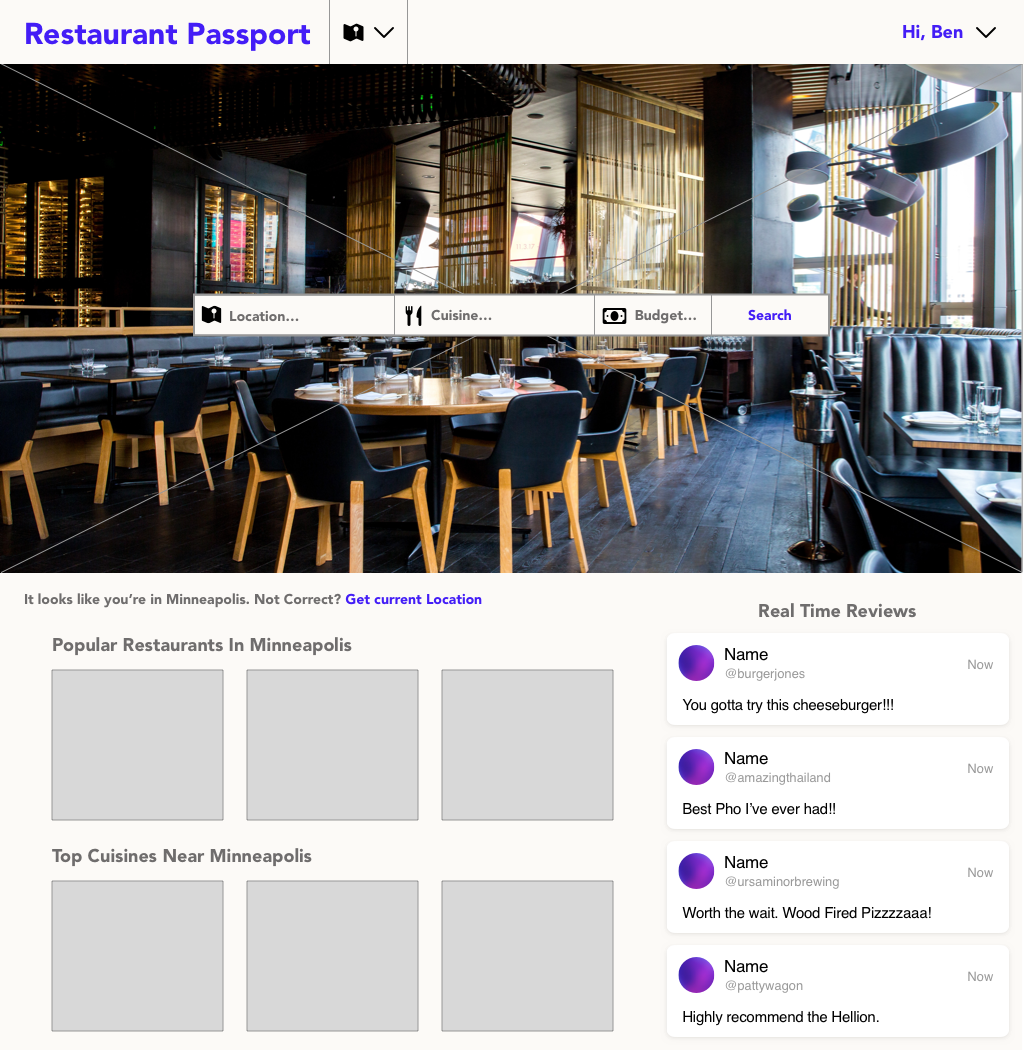 Restaurant Passport
Hi, Ben
Location...
Cuisine...
Budget...
Search
It looks like you’re in Minneapolis. Not Correct? Get current Location
Popular Restaurants In Minneapolis
Top Cuisines Near Minneapolis
Real Time Reviews
Name
@burgerjones
Now
You gotta try this cheeseburger!!!
Name
@amazingthailand
Now
Best Pho I’ve ever had!!
Name
@ursaminorbrewing
Now
Worth the wait. Wood Fired Pizzzzaaa!
Name
@pattywagon
Now
Highly recommend the Hellion.